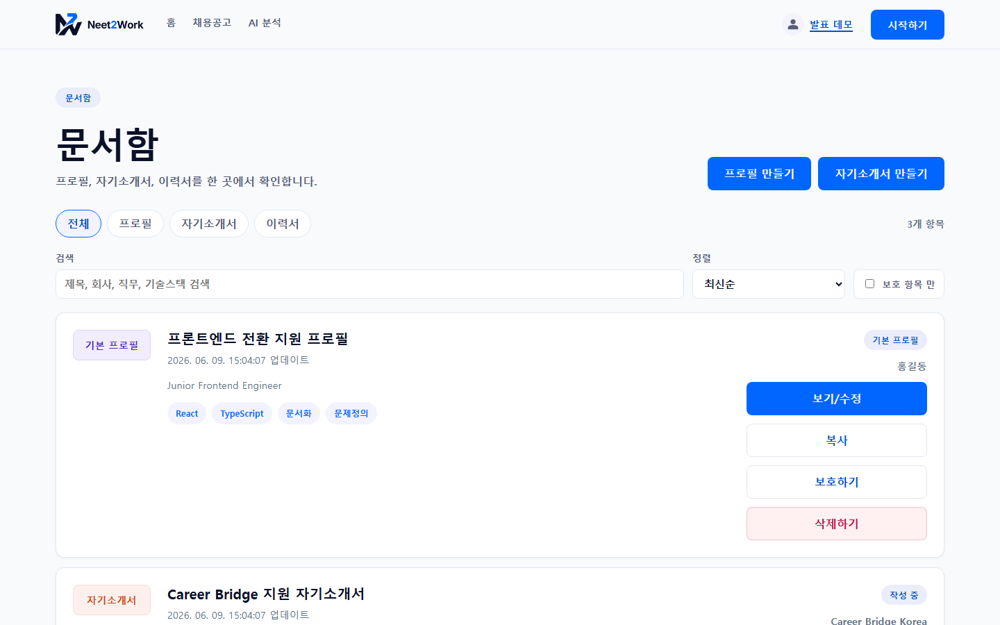 Neet2Work
홈
채용공고
AI 분석
발표 데모
시작하기
문서함
문서함
프로필, 자기소개서, 이력서를 한 곳에서 확인합니다.
프로필 만들기
자기소개서 만들기
전체
프로필
자기소개서
이력서
3개 항목
검색
정렬
제목, 회사, 직무, 기술스택 검색
최신순
보호 항목 만
기본 프로필
프론트엔드 전환 지원 프로필
2026. 06. 09. 15:04:07 업데이트
Junior Frontend Engineer
React
TypeScript
문서화
문제정의
기본 프로필
홍길동
보기/수정
복사
보호하기
삭제하기
자기소개서
Career Bridge 지원 자기소개서
2026. 06. 09. 15:04:07 업데이트
작성 중
Career Bridge Korea